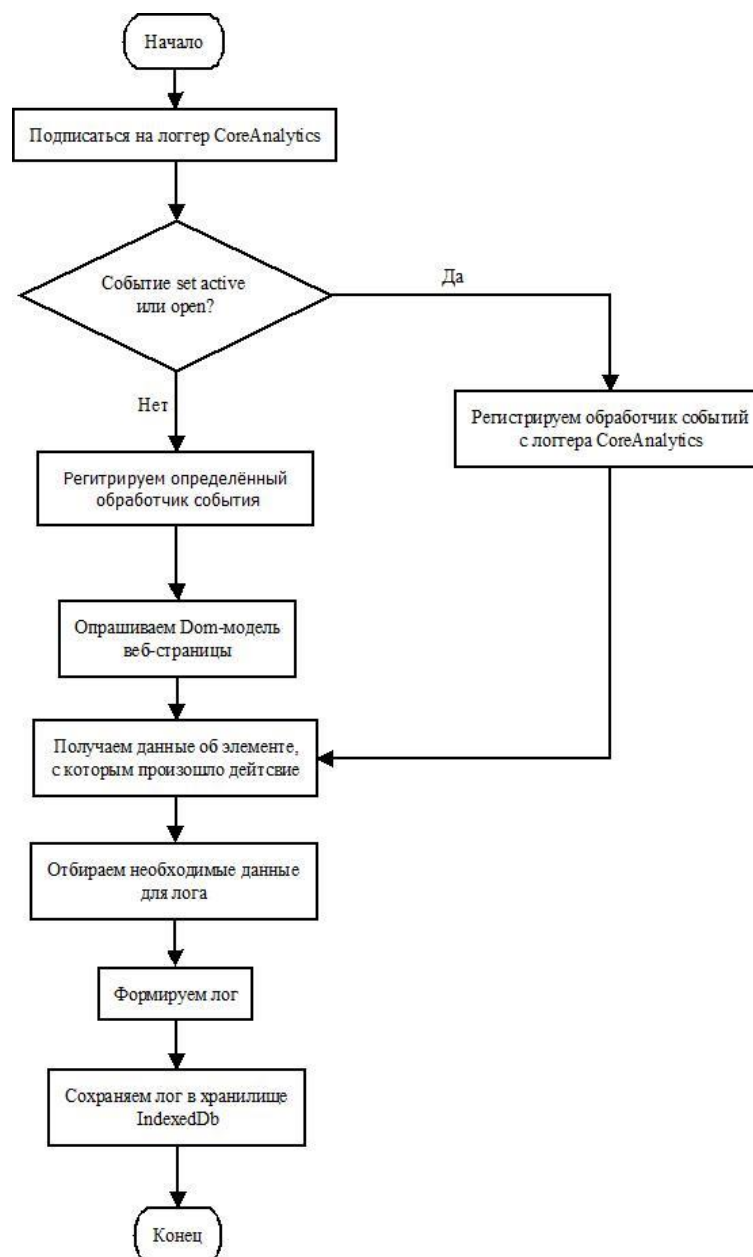 Начало
Подписаться на логгер CoreAnalytics
Событие set active
или open?
Да
Нет
Регистрируем обработчик событий
с логгера CoreAnalytics
Регитрируем определённый
обработчик события
Опрашиваем Dom-модель
веб-страницы
Получаем данные об элементе,
с которым произошло дейтсвие
Отбираем необходимые данные
для лога
Формируем лог
Сохраняем лог в хранилище
IndexedDb
Конец